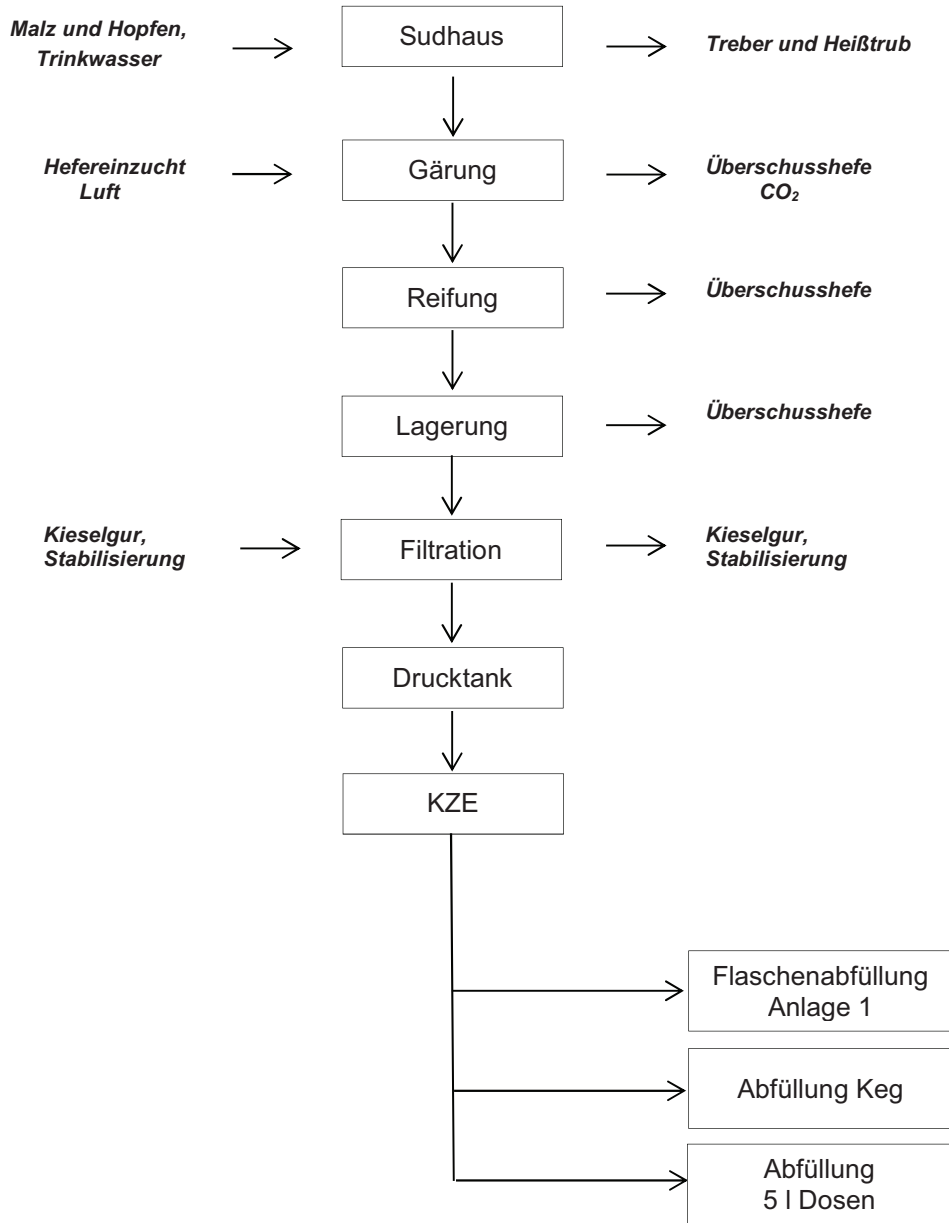 Malz und Hopfen,
Trinkwasser
Sudhaus
Treber und Heißtrub
Hefereinzucht
Luft
Gärung
Überschusshefe
CO₂
Reifung
Überschusshefe
Lagerung
Überschusshefe
Kieselgur,
Stabilisierung
Filtration
Kieselgur,
Stabilisierung
Drucktank
KZE
Flaschenabfüllung
Anlage 1
Abfüllung Keg
Abfüllung
5 l Dosen